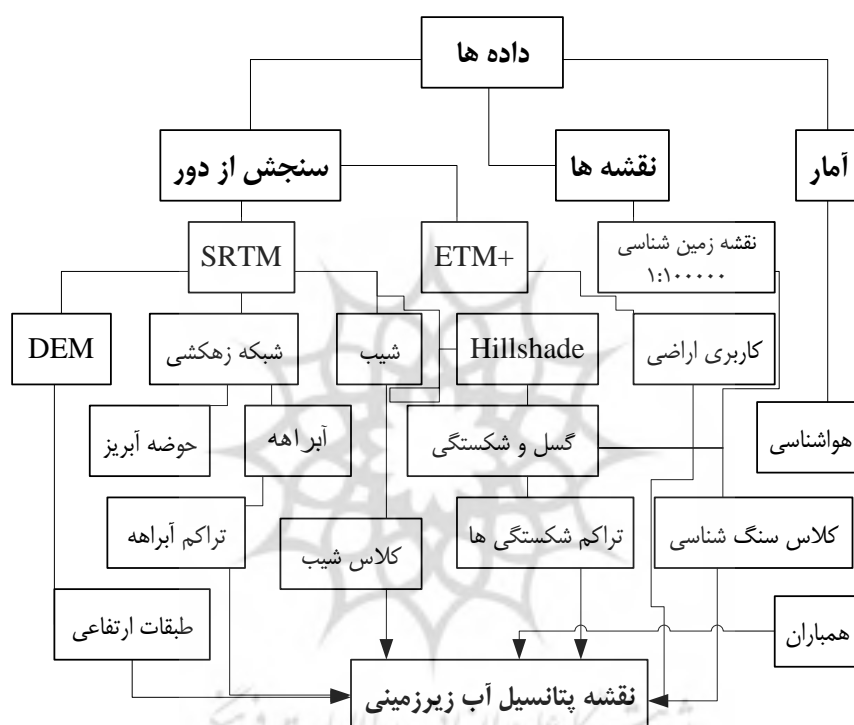 داده ها
سنجش از دور
نقشه ها
آمار
SRTM
ETM+
نقشه زمین شناسی
۱:۱۰۰۰۰۰
DEM
شبکه زهکشی
شیب
Hillshade
کاربری اراضی
حوضه آبریز
آبراهه
گسل و شکستگی
هواشناسی
تراکم آبراهه
کلاس شیب
تراکم شکستگی ها
کلاس سنگ شناسی
طبقات ارتفاعی
همباران
نقشه پتانسیل آب زیرزمینی